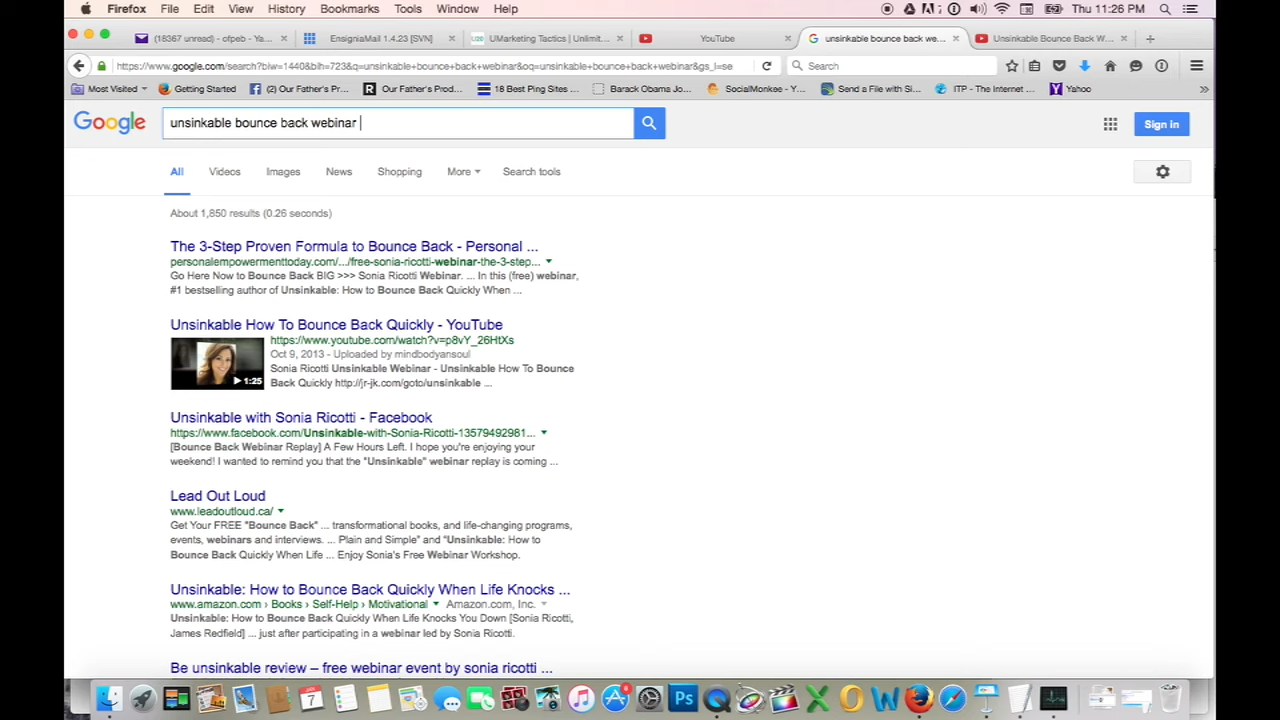 Firefox File Edit View History Bookmarks Tools Window Help Thu 11:26 PM
(18367 unread) - ofpeb - Ya... EnsigniaMail 1.4.23 [SVN] UMarketing Tactics | Unlimit... YouTube unsinkable bounce back we... Unsinkable Bounce Back W...
https://www.google.com/search?biw=1440&bih=723&q=unsinkable+bounce+back+webinar&oq=unsinkable+bounce+back+webinar&gs_l=se Search
Most Visited Getting Started (2) Our Father's Pr... Our Father's Prod... 18 Best Ping Sites ... Barack Obama Jo... SocialMonkee - Yo... Send a File with Si... ITP - The Internet ... Yahoo
Google unsinkable bounce back webinar Sign in
All Videos Images News Shopping More Search tools
About 1,850 results (0.26 seconds)
The 3-Step Proven Formula to Bounce Back - Personal ...
personalempowermenttoday.com/.../free-sonia-ricotti-webinar-the-3-step...
Go Here Now to Bounce Back BIG >>> Sonia Ricotti Webinar. ... In this (free) webinar,
#1 bestselling author of Unsinkable: How to Bounce Back Quickly When ...
Unsinkable How To Bounce Back Quickly - YouTube
https://www.youtube.com/watch?v=p8vY_26HtXs
Oct 9, 2013 - Uploaded by mindbodyansoul
Sonia Ricotti Unsinkable Webinar - Unsinkable How To Bounce
Back Quickly http://jr-jk.com/goto/unsinkable ...
1:25
Unsinkable with Sonia Ricotti - Facebook
https://www.facebook.com/Unsinkable-with-Sonia-Ricotti-13579492981...
[Bounce Back Webinar Replay] A Few Hours Left. I hope you're enjoying your
weekend! I wanted to remind you that the "Unsinkable" webinar replay is coming ...
Lead Out Loud
www.leadoutloud.ca/
Get Your FREE "Bounce Back" ... transformational books, and life-changing programs,
events, webinars and interviews. ... Plain and Simple" and "Unsinkable: How to
Bounce Back Quickly When Life ... Enjoy Sonia's Free Webinar Workshop.
Unsinkable: How to Bounce Back Quickly When Life Knocks ...
www.amazon.com › Books › Self-Help › Motivational Amazon.com, Inc.
Unsinkable: How to Bounce Back Quickly When Life Knocks You Down [Sonia Ricotti,
James Redfield] ... just after participating in a webinar led by Sonia Ricotti.
Be unsinkable review – free webinar event by sonia ricotti ...